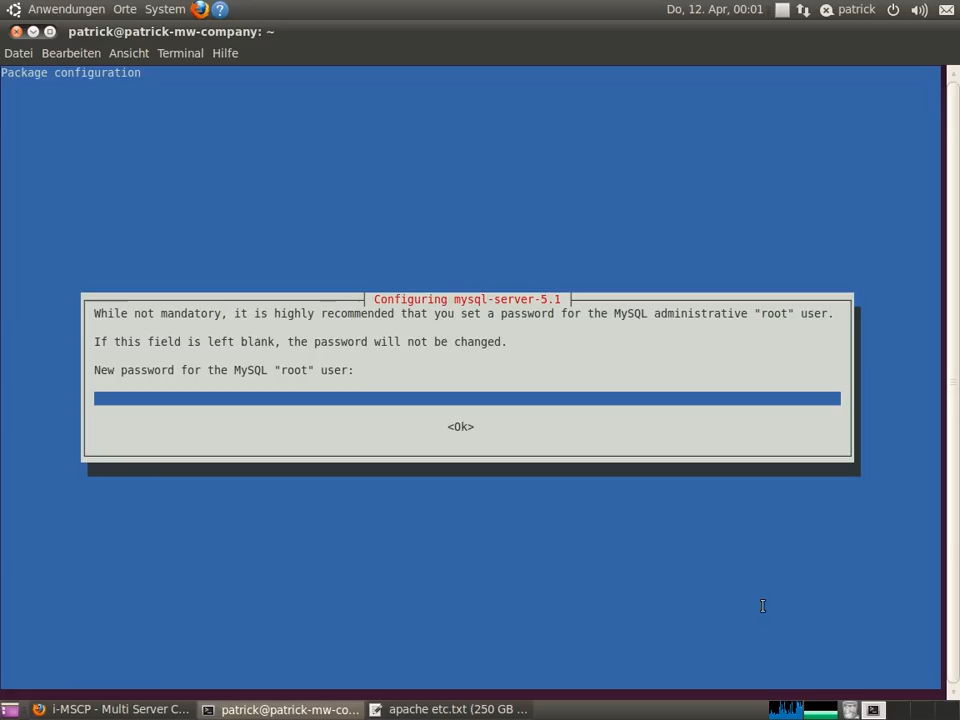 Anwendungen Orte System ? Do, 12. Apr, 00:01 patrick
patrick@patrick-mw-company: ~
Datei Bearbeiten Ansicht Terminal Hilfe
Package configuration
Configuring mysql-server-5.1
While not mandatory, it is highly recommended that you set a password for the MySQL administrative "root" user.
If this field is left blank, the password will not be changed.
New password for the MySQL "root" user:
<Ok>
i-MSCP - Multi Server C... patrick@patrick-mw-co... apache etc.txt (250 GB ...